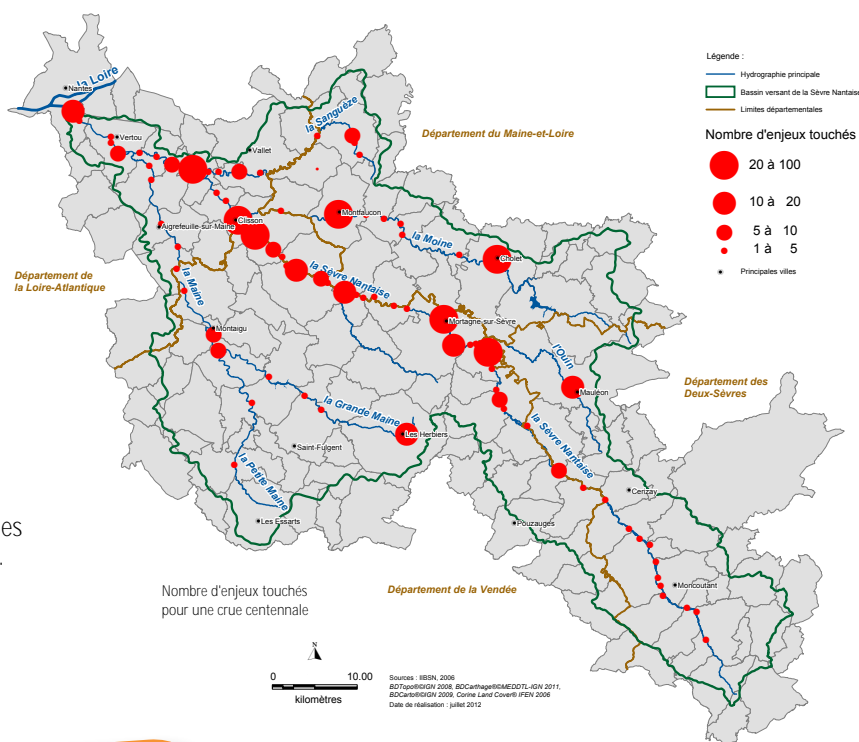 Légende :
Hydrographie principale
Bassin versant de la Sèvre Nantaise
Limites départementales
Nombre d'enjeux touchés
20 à 100
10 à 20
5 à 10
1 à 5
Principales villes
la Loire
Nantes
Vertou
Vallet
la Sanguèze
Département du Maine-et-Loire
Clisson
Montfaucon
Aigrefeuille-sur-Maine
la Moine
Cholet
Département de
la Loire-Atlantique
la Maine
la Sèvre Nantaise
Mortagne-sur-Sèvre
Montaigu
l'Ouin
Mauléon
Département des
Deux-Sèvres
la Grande Maine
Les Herbiers
la Sèvre Nantaise
Saint-Fulgent
la Petite Maine
Cerizay
Les Essarts
Pouzauges
Moncoutant
es
.
Nombre d'enjeux touchés
pour une crue centennale
Département de la Vendée
N
0 10.00
kilomètres
Sources : IIBSN, 2006
BDTopo®©IGN 2008, BDCarthage®©MEDDTL-IGN 2011,
BDCarto®©IGN 2009, Corine Land Cover® IFEN 2006
Date de réalisation : juillet 2012